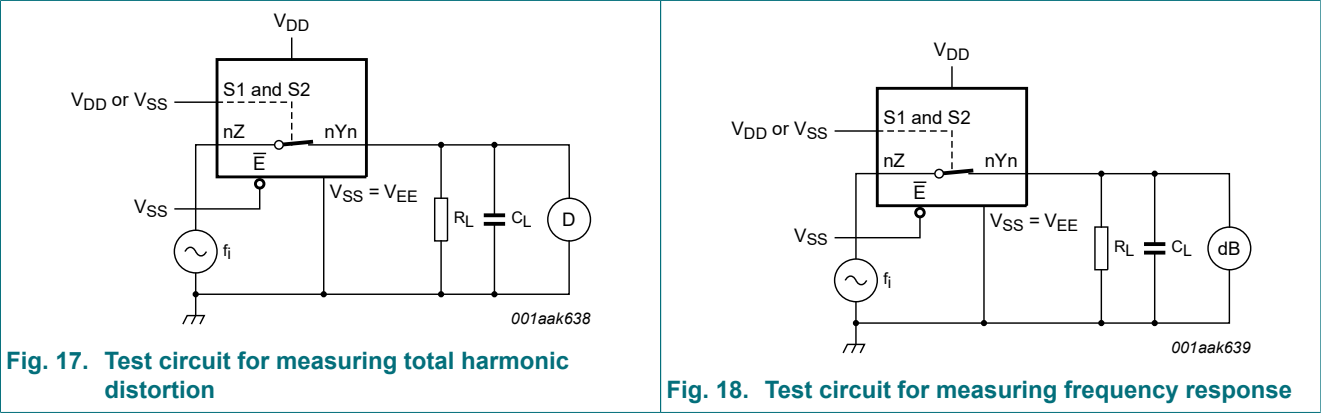 VDD
S1 and S2
VDD or VSS
nZ
nYn
E̅
VSS = VEE
VSS
RL
CL
D
fi
001aak638
Fig. 17. Test circuit for measuring total harmonic
distortion
VDD
S1 and S2
VDD or VSS
nZ
nYn
E̅
VSS = VEE
VSS
RL
CL
dB
fi
001aak639
Fig. 18. Test circuit for measuring frequency response